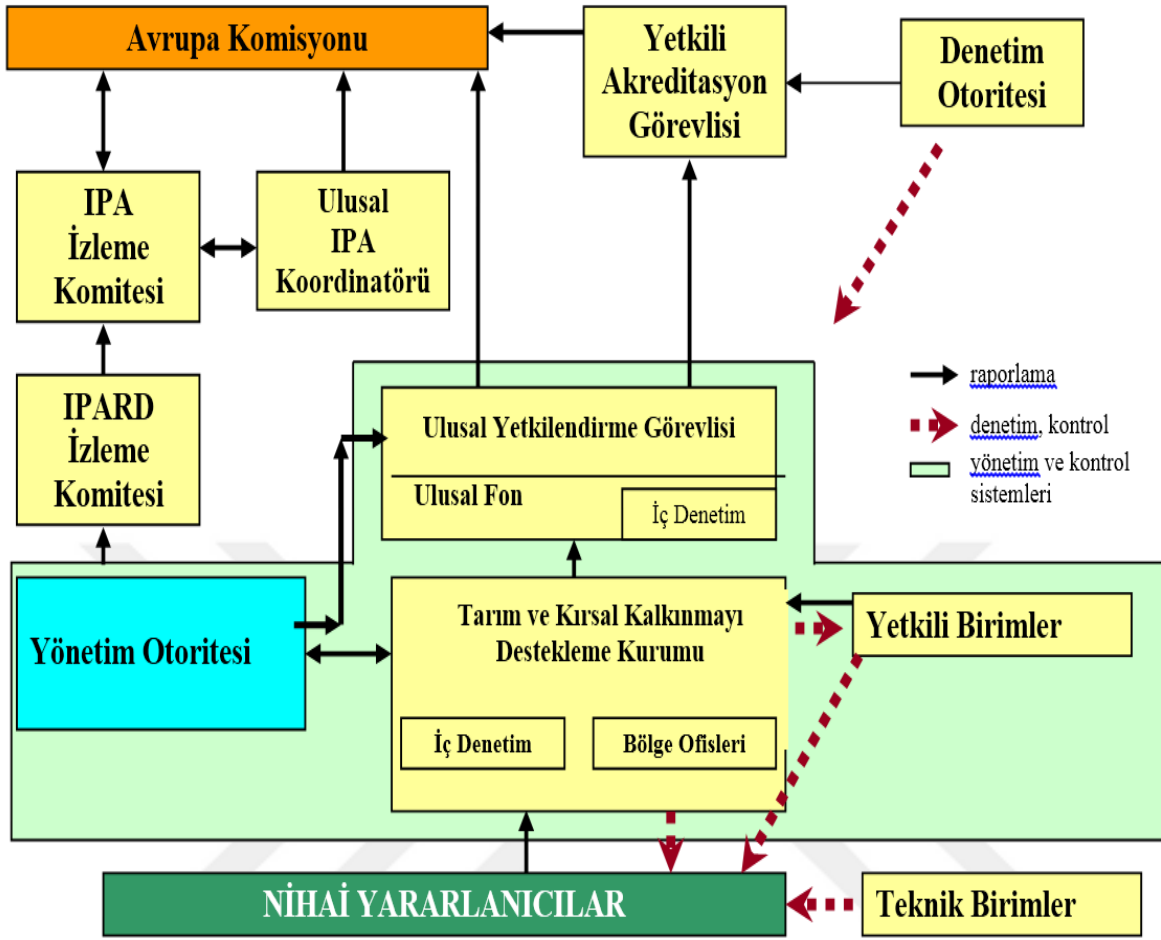 Avrupa Komisyonu
Yetkili
Akreditasyon
Görevlisi
Denetim
Otoritesi
IPA
İzleme
Komitesi
Ulusal
IPA
Koordinatörü
IPARD
İzleme
Komitesi
Ulusal Yetkilendirme Görevlisi
Ulusal Fon
İç Denetim
raporlama
denetim, kontrol
yönetim ve kontrol
sistemleri
Yönetim Otoritesi
Tarım ve Kırsal Kalkınmayı
Destekleme Kurumu
İç Denetim
Bölge Ofisleri
Yetkili Birimler
NİHAİ YARARLANICILAR
Teknik Birimler